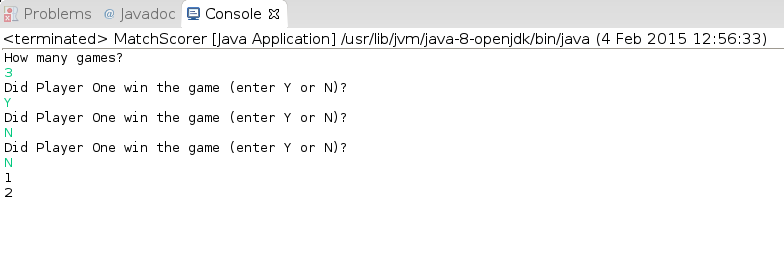 Problems @ Javadoc Console
<terminated> MatchScorer [Java Application] /usr/lib/jvm/java-8-openjdk/bin/java (4 Feb 2015 12:56:33)
How many games?
3
Did Player One win the game (enter Y or N)?
Y
Did Player One win the game (enter Y or N)?
N
Did Player One win the game (enter Y or N)?
N
1
2